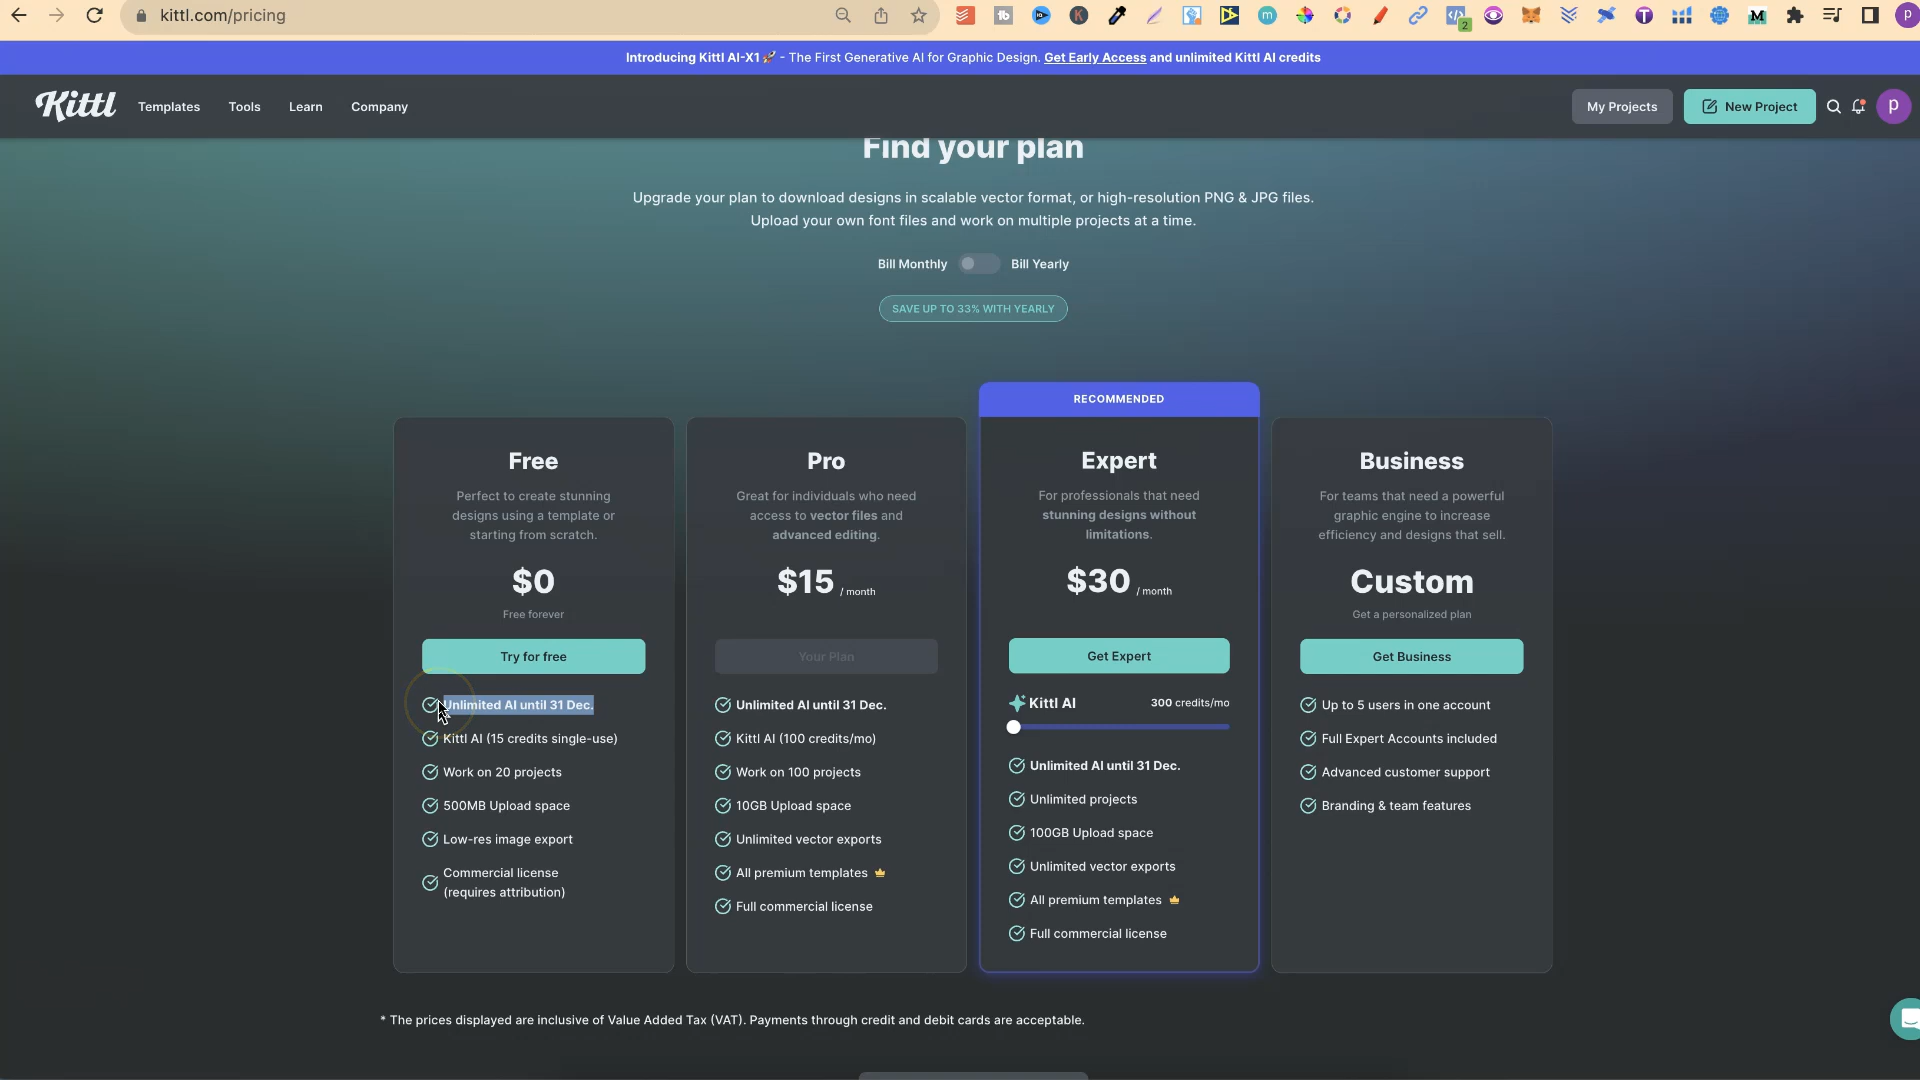 kittl.com/pricing
2
p
Introducing Kittl AI-X1 🚀 - The First Generative AI for Graphic Design. Get Early Access and unlimited Kittl AI credits
Kittl
Templates
Tools
Learn
Company
My Projects
New Project
p
Find your plan
Upgrade your plan to download designs in scalable vector format, or high-resolution PNG & JPG files.
Upload your own font files and work on multiple projects at a time.
Bill Monthly
Bill Yearly
SAVE UP TO 33% WITH YEARLY
Free
Perfect to create stunning
designs using a template or
starting from scratch.
$0
Free forever
Try for free
Unlimited AI until 31 Dec.
Kittl AI (15 credits single-use)
Work on 20 projects
500MB Upload space
Low-res image export
Commercial license
(requires attribution)
Pro
Great for individuals who need
access to vector files and
advanced editing.
$15 / month
Your Plan
Unlimited AI until 31 Dec.
Kittl AI (100 credits/mo)
Work on 100 projects
10GB Upload space
Unlimited vector exports
All premium templates
Full commercial license
RECOMMENDED
Expert
For professionals that need
stunning designs without
limitations.
$30 / month
Get Expert
Kittl AI 300 credits/mo
Unlimited AI until 31 Dec.
Unlimited projects
100GB Upload space
Unlimited vector exports
All premium templates
Full commercial license
Business
For teams that need a powerful
graphic engine to increase
efficiency and designs that sell.
Custom
Get a personalized plan
Get Business
Up to 5 users in one account
Full Expert Accounts included
Advanced customer support
Branding & team features
* The prices displayed are inclusive of Value Added Tax (VAT). Payments through credit and debit cards are acceptable.